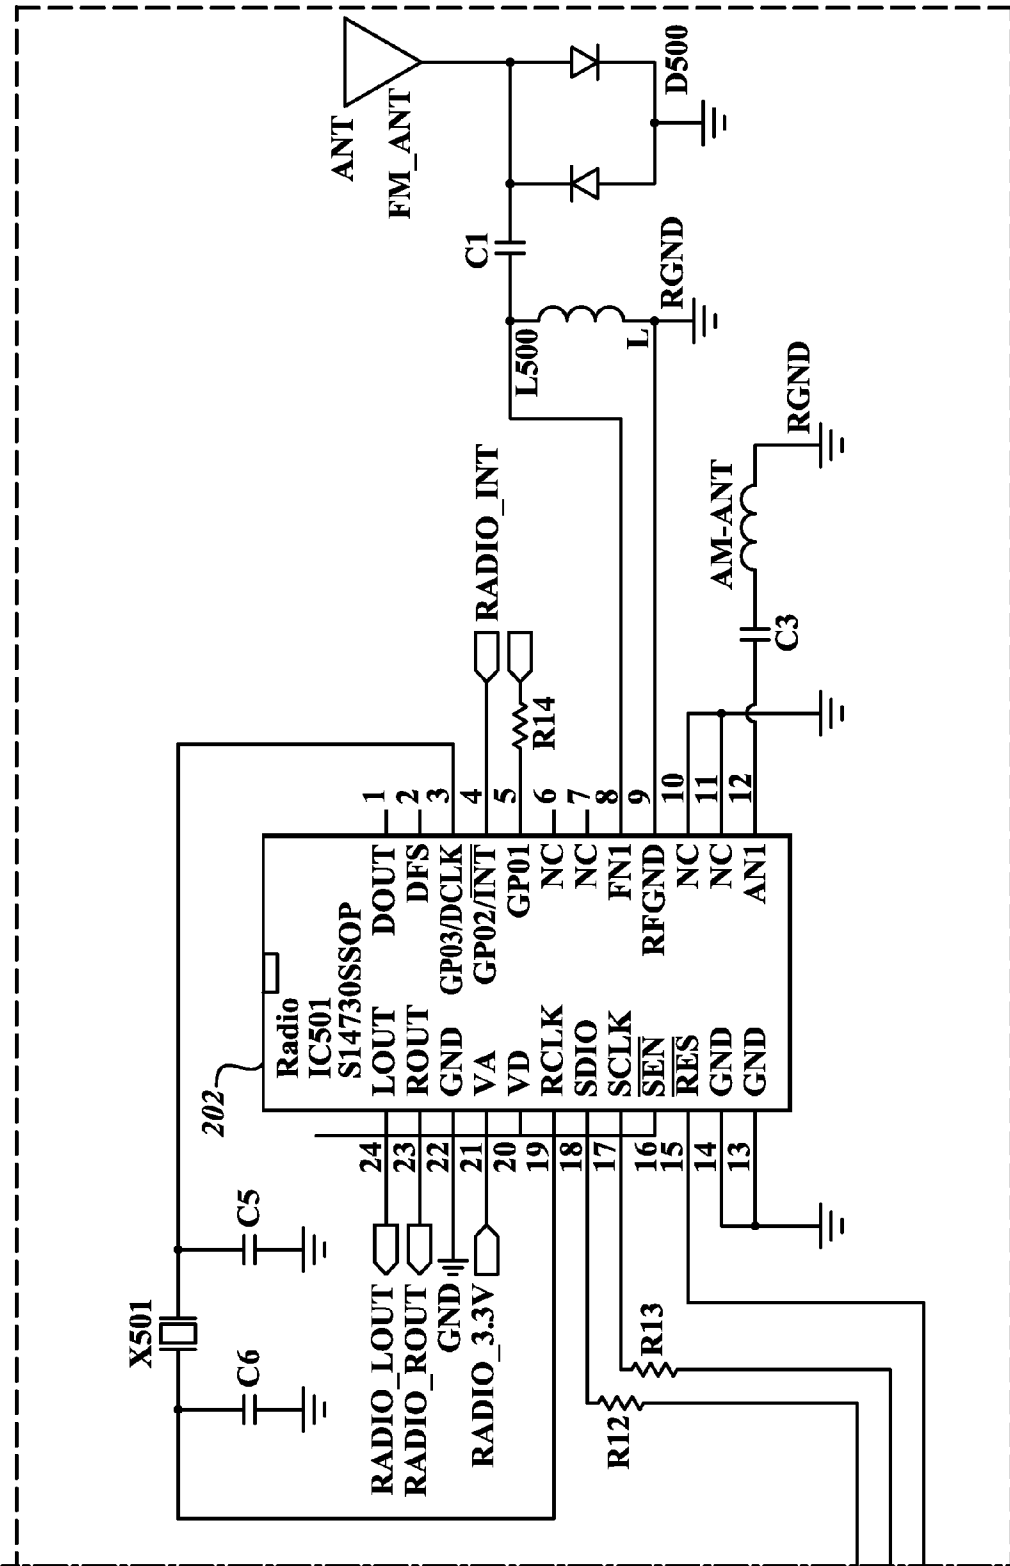 ANT
FM_ANT
D500
C1
L500
L
RGND
RADIO_INT
R14
AM-ANT
RGND
C3
1
2
3
4
5
6
7
8
9
10
11
12
DOUT
DFS
GP03/DCLK
GP02/INT
GP01
NC
NC
FN1
RFGND
NC
NC
AN1
202
Radio
IC501
S14730SSOP
LOUT
ROUT
GND
VA
VD
RCLK
SDIO
SCLK
SEN
RES
GND
GND
24
23
22
21
20
19
18
17
16
15
14
13
C5
X501
C6
RADIO_LOUT
RADIO_ROUT
GND
RADIO_3.3V
R12
R13